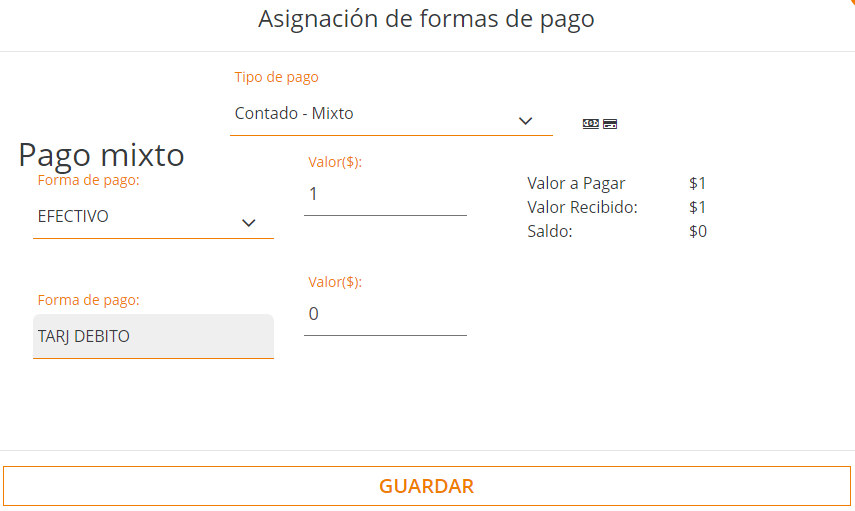 Asignación de formas de pago
Tipo de pago
Contado - Mixto
Pago mixto
Forma de pago:
EFECTIVO
Valor($):
1
Valor a Pagar $1
Valor Recibido: $1
Saldo: $0
Forma de pago:
TARJ DEBITO
Valor($):
0
GUARDAR